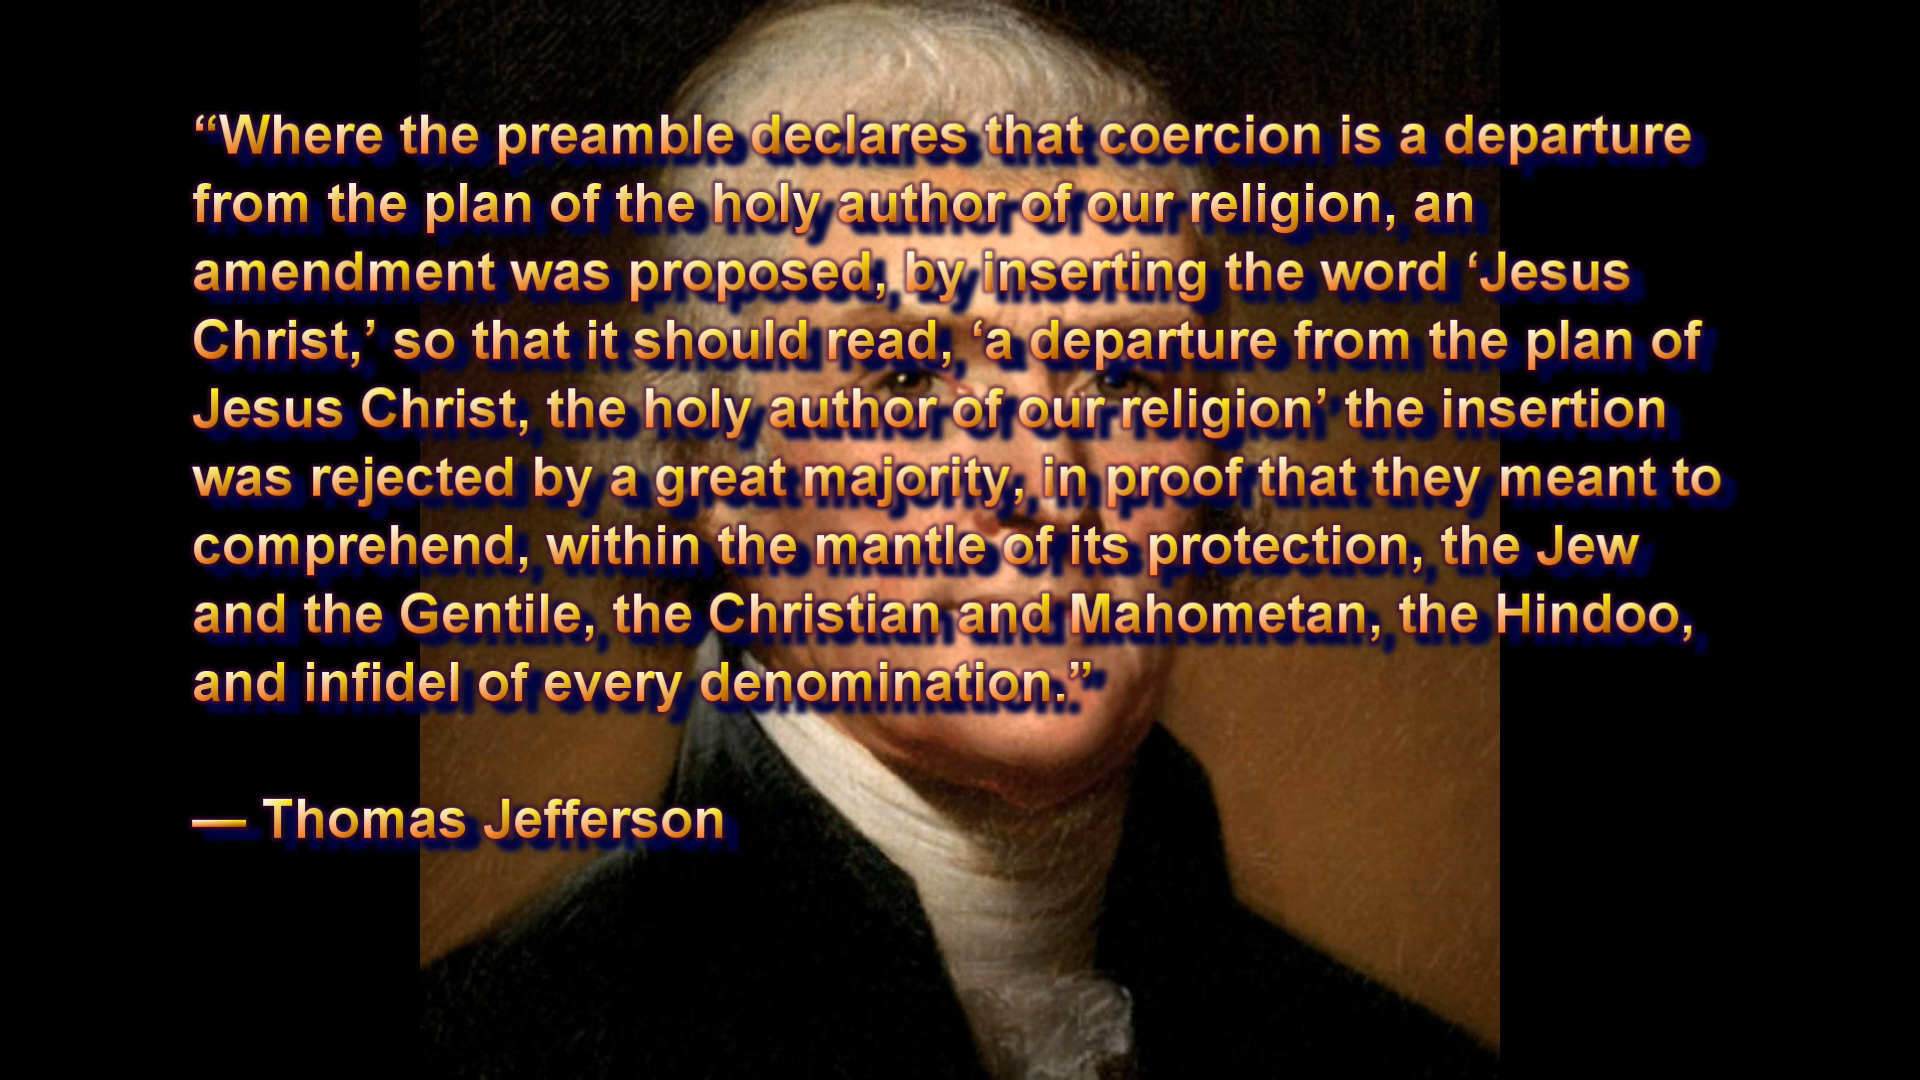 “Where the preamble declares that coercion is a departure
from the plan of the holy author of our religion, an
amendment was proposed, by inserting the word ‘Jesus
Christ,’ so that it should read, ‘a departure from the plan of
Jesus Christ, the holy author of our religion’ the insertion
was rejected by a great majority, in proof that they meant to
comprehend, within the mantle of its protection, the Jew
and the Gentile, the Christian and Mahometan, the Hindoo,
and infidel of every denomination.”
— Thomas Jefferson